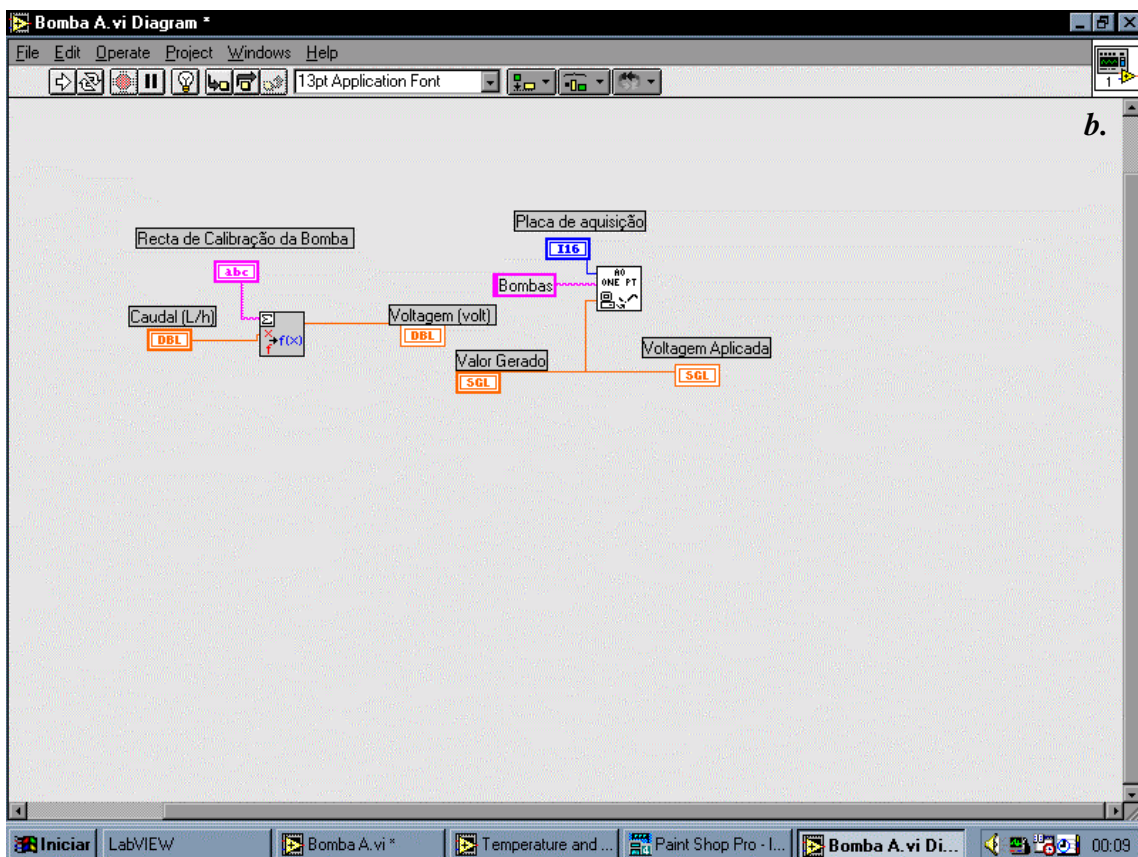 Bomba A.vi Diagram *
File Edit Operate Project Windows Help
13pt Application Font
1
b.
Placa de aquisição
Recta de Calibração da Bomba
I16
abc
AO
ONE PT
Bombas
Caudal (L/h)
Voltagem (volt)
Σ
x
f
→f(x)
DBL
DBL
Valor Gerado
Voltagem Aplicada
SGL
SGL
Iniciar LabVIEW Bomba A.vi * Temperature and ... Paint Shop Pro - I... Bomba A.vi Di... 00:09